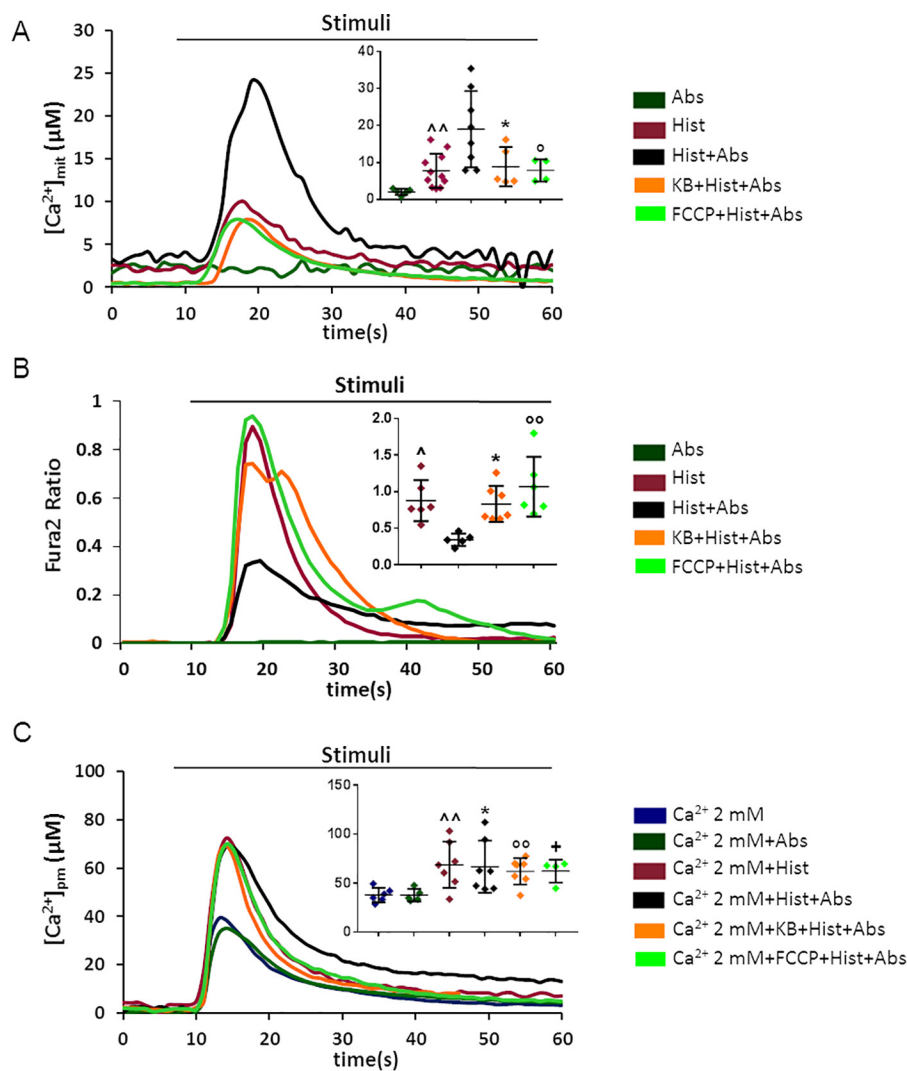 A
Stimuli
[Ca²⁺]mit (µM)
30
25
20
15
10
5
0
0 10 20 30 40 50 60
time(s)
40
30
20
10
0
^^
*
°
Abs
Hist
Hist+Abs
KB+Hist+Abs
FCCP+Hist+Abs
B
Stimuli
Fura2 Ratio
1
0.8
0.6
0.4
0.2
0
0 10 20 30 40 50 60
time(s)
2.0
1.5
1.0
0.5
0.0
^
*
°°
Abs
Hist
Hist+Abs
KB+Hist+Abs
FCCP+Hist+Abs
C
Stimuli
[Ca²⁺]pm (µM)
100
80
60
40
20
0
0 10 20 30 40 50 60
time(s)
150
100
50
0
^^
*
°°
+
Ca²⁺ 2 mM
Ca²⁺ 2 mM+Abs
Ca²⁺ 2 mM+Hist
Ca²⁺ 2 mM+Hist+Abs
Ca²⁺ 2 mM+KB+Hist+Abs
Ca²⁺ 2 mM+FCCP+Hist+Abs